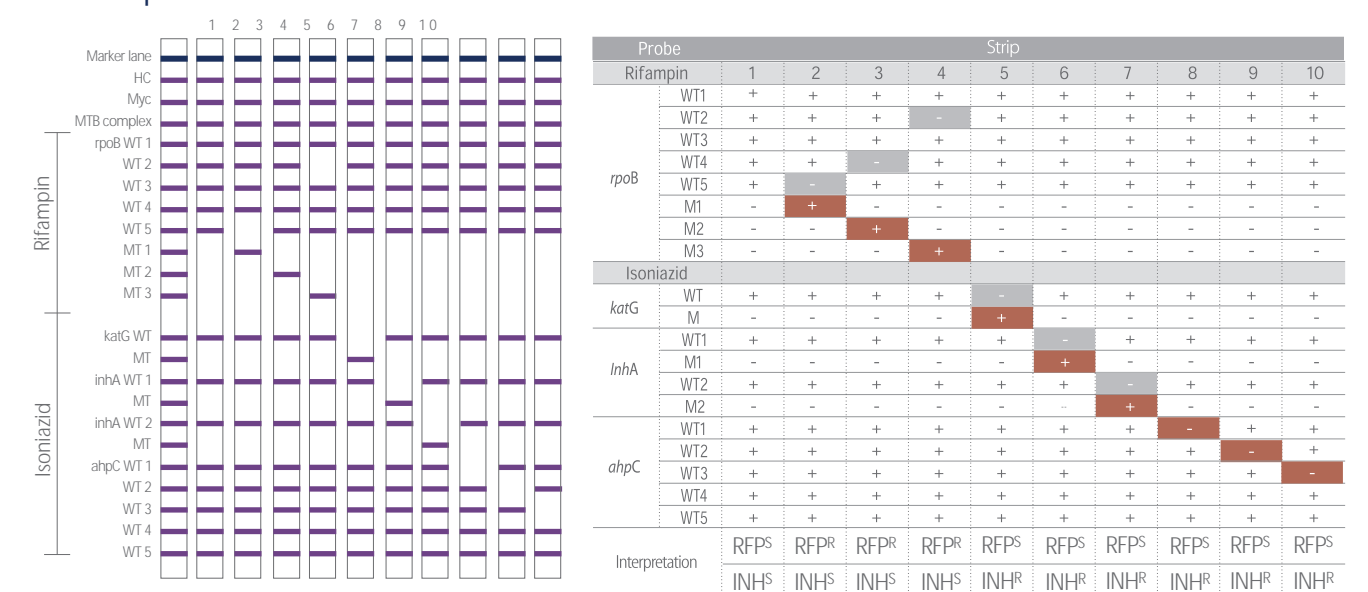 1 2 3 4 5 6 7 8 9 10
Marker lane
HC
Myc
MTB complex
rpoB WT 1
WT 2
WT 3
WT 4
WT 5
MT 1
MT 2
MT 3
katG WT
MT
inhA WT 1
MT
inhA WT 2
MT
ahpC WT 1
WT 2
WT 3
WT 4
WT 5
Rifampin
Isoniazid
Probe Strip
Rifampin 1 2 3 4 5 6 7 8 9 10
rpoB
WT1 + + + + + + + + + +
WT2 + + + - + + + + + +
WT3 + + + + + + + + + +
WT4 + + - + + + + + + +
WT5 + - + + + + + + + +
M1 - + - - - - - - - -
M2 - - + - - - - - - -
M3 - - - + - - - - - -
Isoniazid
katG
WT + + + + - + + + + +
M - - - - + - - - - -
InhA
WT1 + + + + + - + + + +
M1 - - - - - + - - - -
WT2 + + + + + + - + + +
M2 - - - - - -- + - - -
ahpC
WT1 + + + + + + + - + +
WT2 + + + + + + + + - +
WT3 + + + + + + + + + -
WT4 + + + + + + + + + +
WT5 + + + + + + + + + +
Interpretation
RFPS RFPR RFPR RFPR RFPS RFPS RFPS RFPS RFPS RFPS
INHS INHS INHS INHS INHR INHR INHR INHR INHR INHR